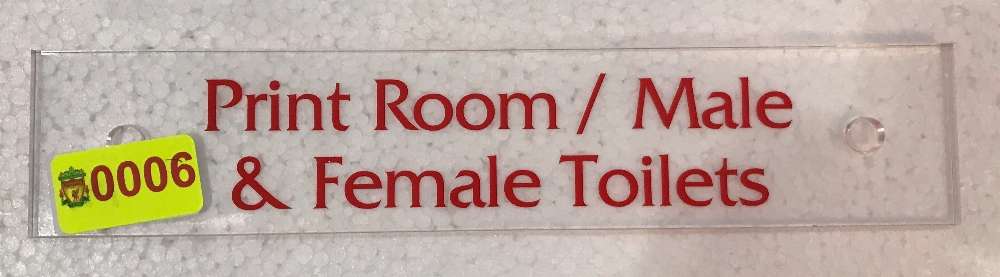 Print Room / Male
& Female Toilets
0006